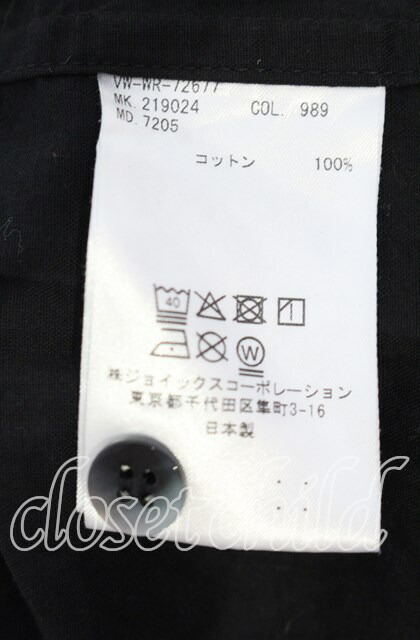 VW-WR-72677
MK. 219024 COL. 989
MD. 7205
コットン 100%
40
W
㈱ジョイックスコーポレーション
東京都千代田区隼町3-16
日本製
closet child